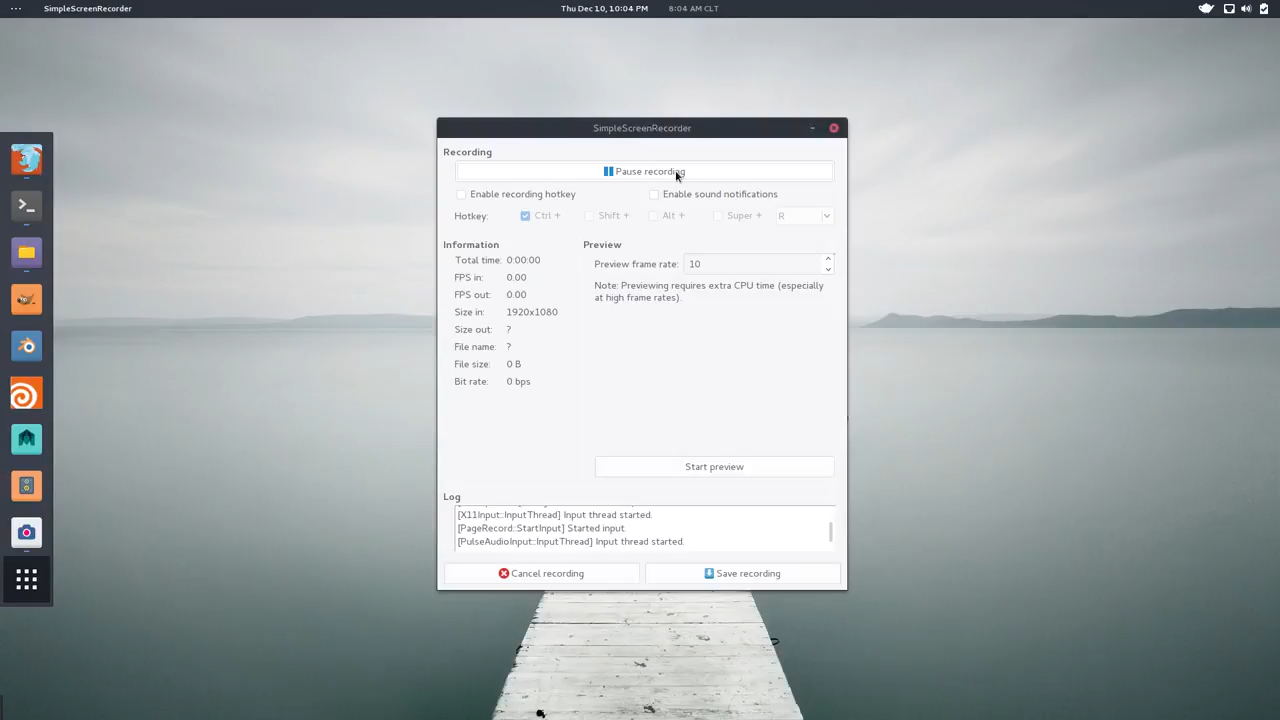 SimpleScreenRecorder Thu Dec 10, 10:04 PM 8:04 AM CLT
SimpleScreenRecorder
Recording
Pause recording
Enable recording hotkey Enable sound notifications
Hotkey: Ctrl + Shift + Alt + Super + R
Information
Total time: 0:00:00
FPS in: 0.00
FPS out: 0.00
Size in: 1920x1080
Size out: ?
File name: ?
File size: 0 B
Bit rate: 0 bps
Preview
Preview frame rate: 10
Note: Previewing requires extra CPU time (especially
at high frame rates).
Start preview
Log
[X11Input::InputThread] Input thread started.
[PageRecord::StartInput] Started input.
[PulseAudioInput::InputThread] Input thread started.
Cancel recording Save recording